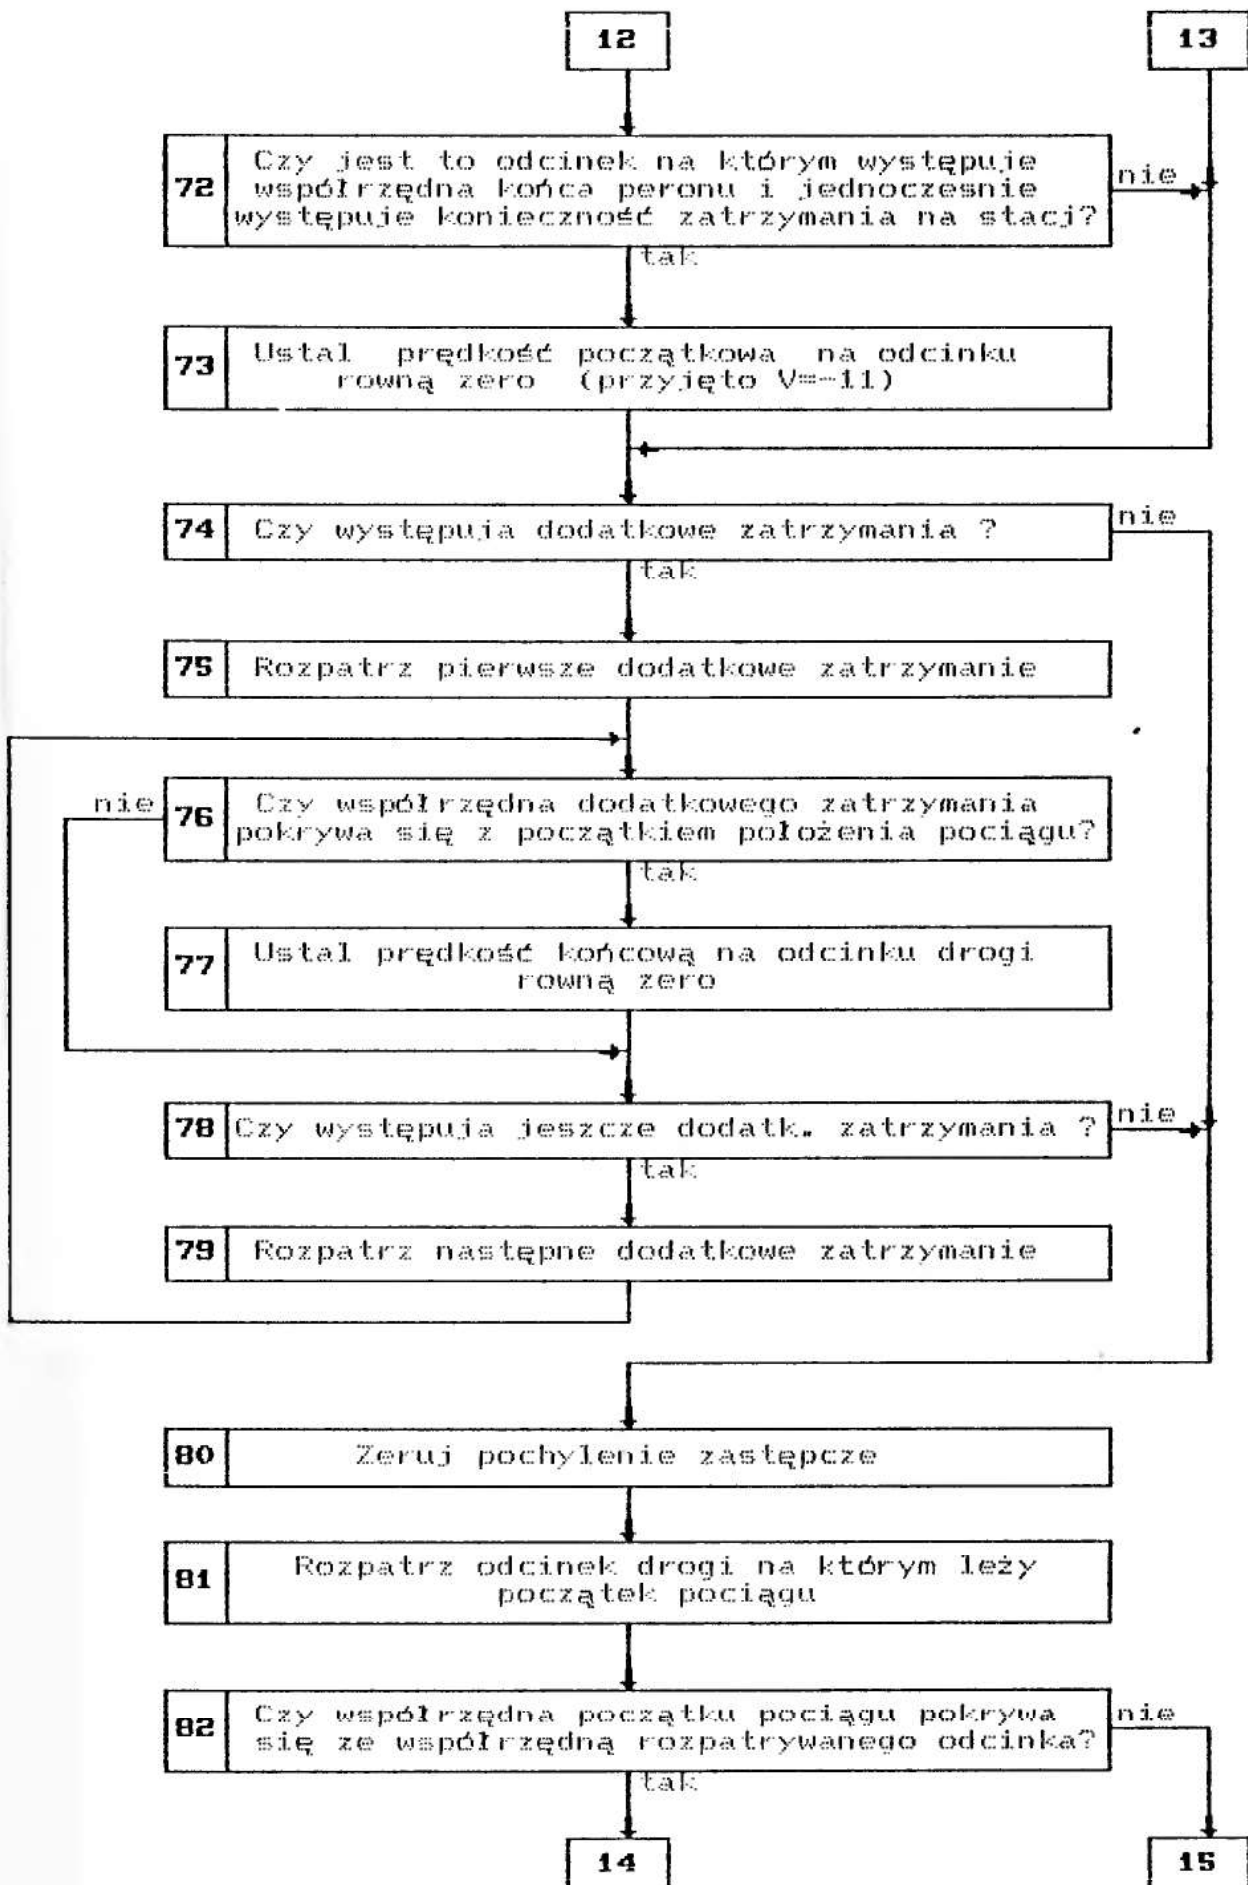 12
13
72
Czy jest to odcinek na którym występuje
współrzędna końca peronu i jednoczesnie
występuje konieczność zatrzymania na stacj?
nie
tak
73
Ustal prędkość początkowa na odcinku
rowną zero (przyjęto V=-11)
74
Czy występuja dodatkowe zatrzymania ?
nie
tak
75
Rozpatrz pierwsze dodatkowe zatrzymanie
nie
76
Czy współrzędna dodatkowego zatrzymania
pokrywa się z początkiem położenia pociągu?
tak
77
Ustal prędkość końcową na odcinku drogi
rowną zero
78
Czy występuja jeszcze dodatk. zatrzymania ?
nie
tak
79
Rozpatrz następne dodatkowe zatrzymanie
80
Zeruj pochylenie zastępcze
81
Rozpatrz odcinek drogi na którym leży
początek pociągu
82
Czy współrzędna początku pociągu pokrywa
się ze współrzędną rozpatrywanego odcinka?
nie
tak
14
15